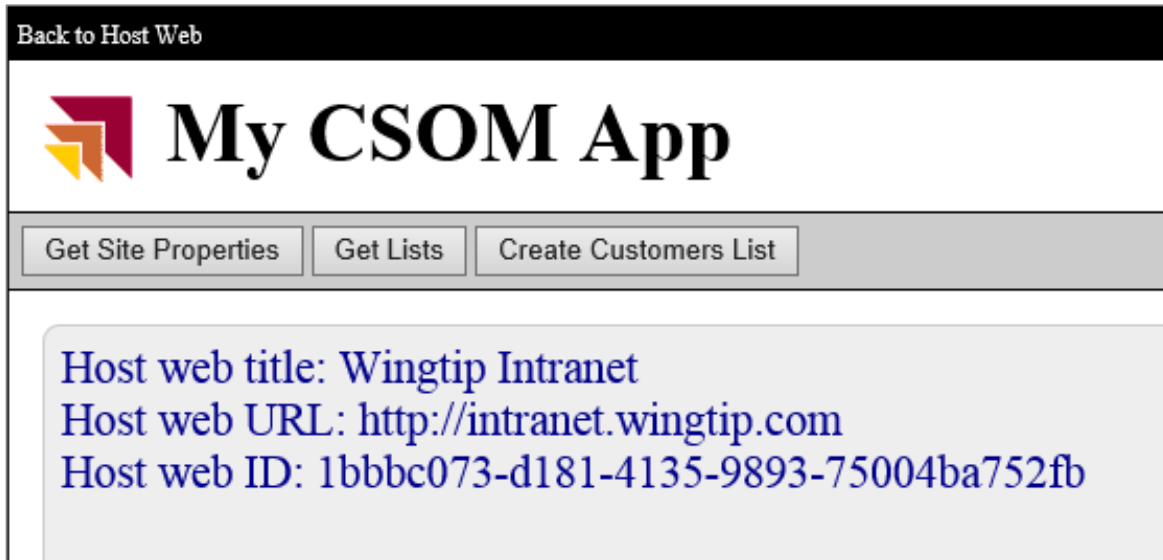 Back to Host Web
My CSOM App
Get Site Properties Get Lists Create Customers List
Host web title: Wingtip Intranet
Host web URL: http://intranet.wingtip.com
Host web ID: 1bbbc073-d181-4135-9893-75004ba752fb